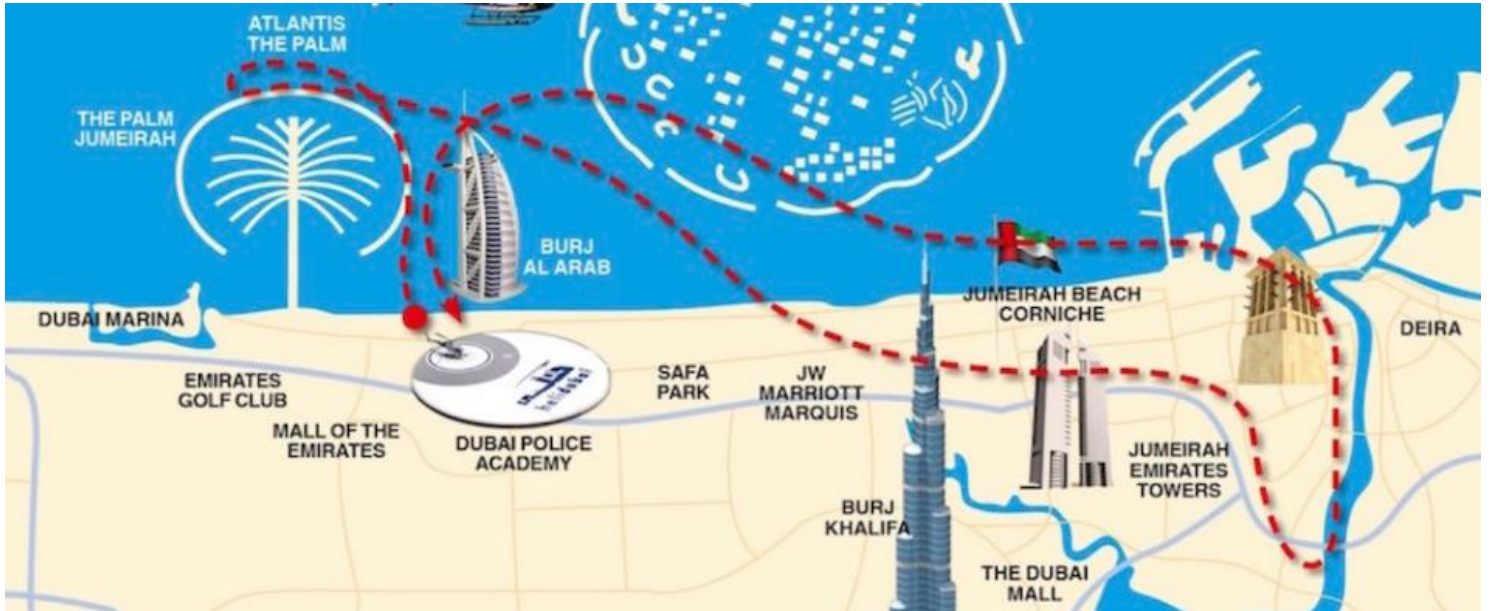 ATLANTIS
THE PALM
THE PALM
JUMEIRAH
BURJ
AL ARAB
JUMEIRAH BEACH
CORNICHE
DUBAI MARINA
DEIRA
EMIRATES
GOLF CLUB
SAFA
PARK
JW
MARRIOTT
MARQUIS
helidubai
MALL OF THE
EMIRATES
DUBAI POLICE
ACADEMY
JUMEIRAH
EMIRATES
TOWERS
BURJ
KHALIFA
THE DUBAI
MALL